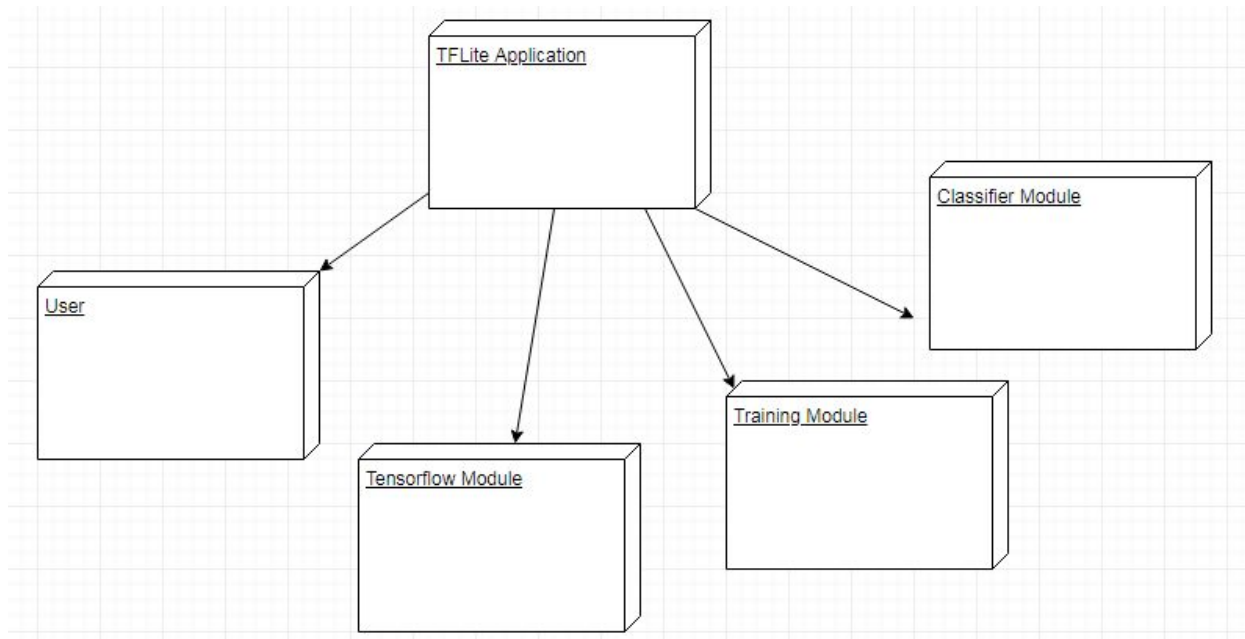 TFLite Application
Classifier Module
User
Training Module
Tensorflow Module